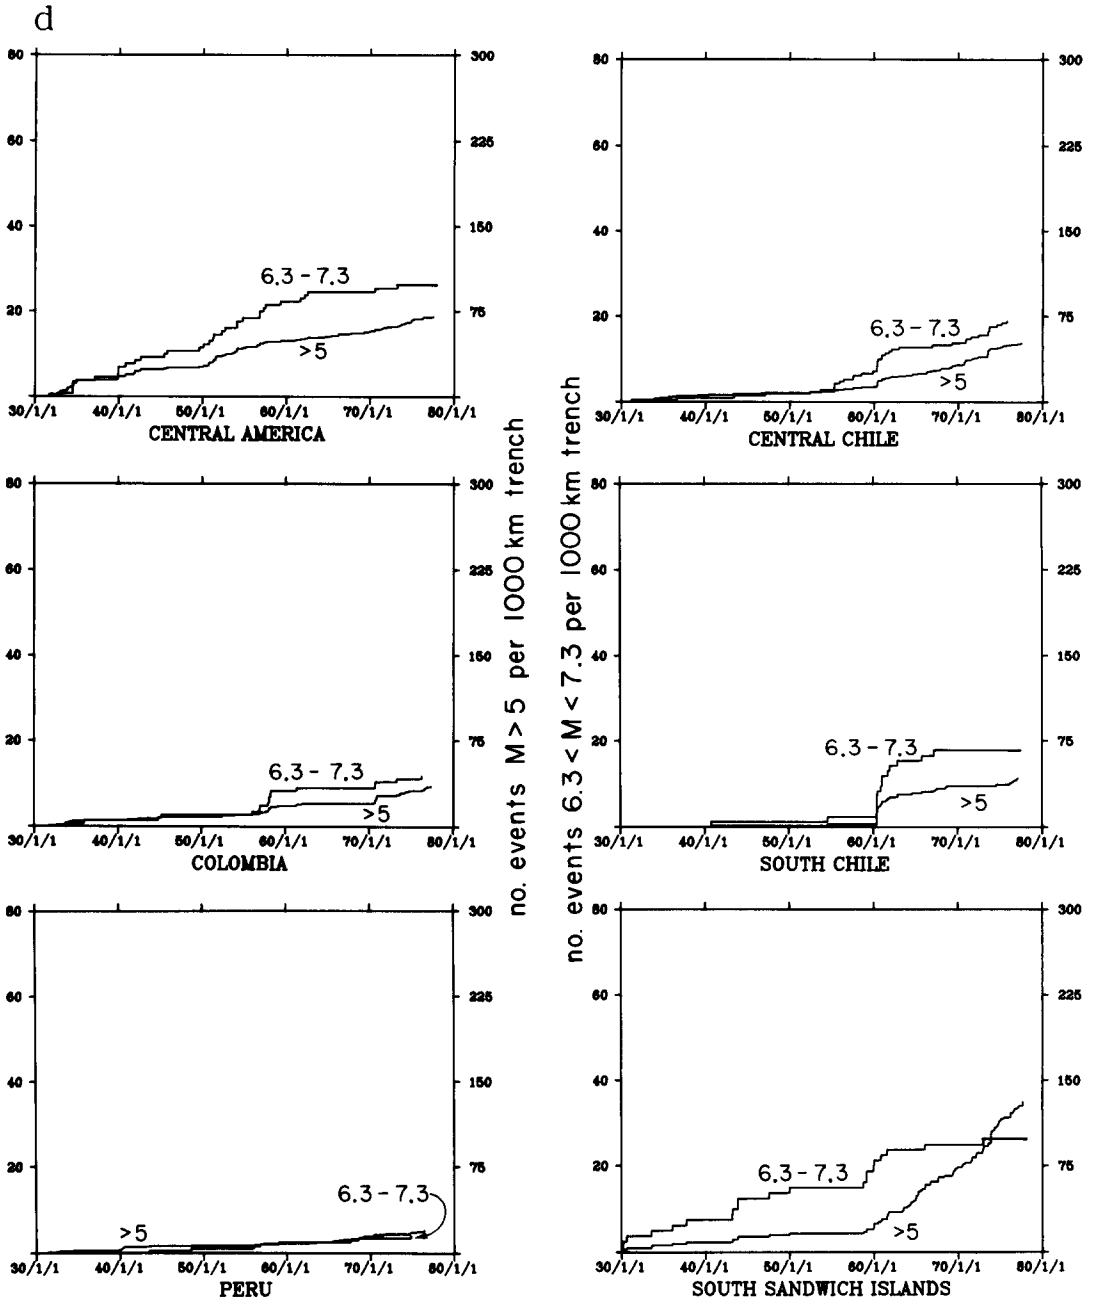 d
80
60
40
20
300
225
150
75
6.3 - 7.3
>5
30/1/1 40/1/1 50/1/1 60/1/1 70/1/1 80/1/1
CENTRAL AMERICA
80
60
40
20
300
225
150
75
6.3 - 7.3
>5
30/1/1 40/1/1 50/1/1 60/1/1 70/1/1 80/1/1
CENTRAL CHILE
80
60
40
20
300
225
150
75
6.3 - 7.3
>5
30/1/1 40/1/1 50/1/1 60/1/1 70/1/1 80/1/1
COLOMBIA
no. events M > 5 per 1000 km trench
no. events 6.3 < M < 7.3 per 1000 km trench
80
60
40
20
300
225
150
75
6.3 - 7.3
>5
30/1/1 40/1/1 50/1/1 60/1/1 70/1/1 80/1/1
SOUTH CHILE
80
60
40
20
300
225
150
75
6.3 - 7.3
>5
30/1/1 40/1/1 50/1/1 60/1/1 70/1/1 80/1/1
PERU
80
60
40
20
300
225
150
75
6.3 - 7.3
>5
30/1/1 40/1/1 50/1/1 60/1/1 70/1/1 80/1/1
SOUTH SANDWICH ISLANDS